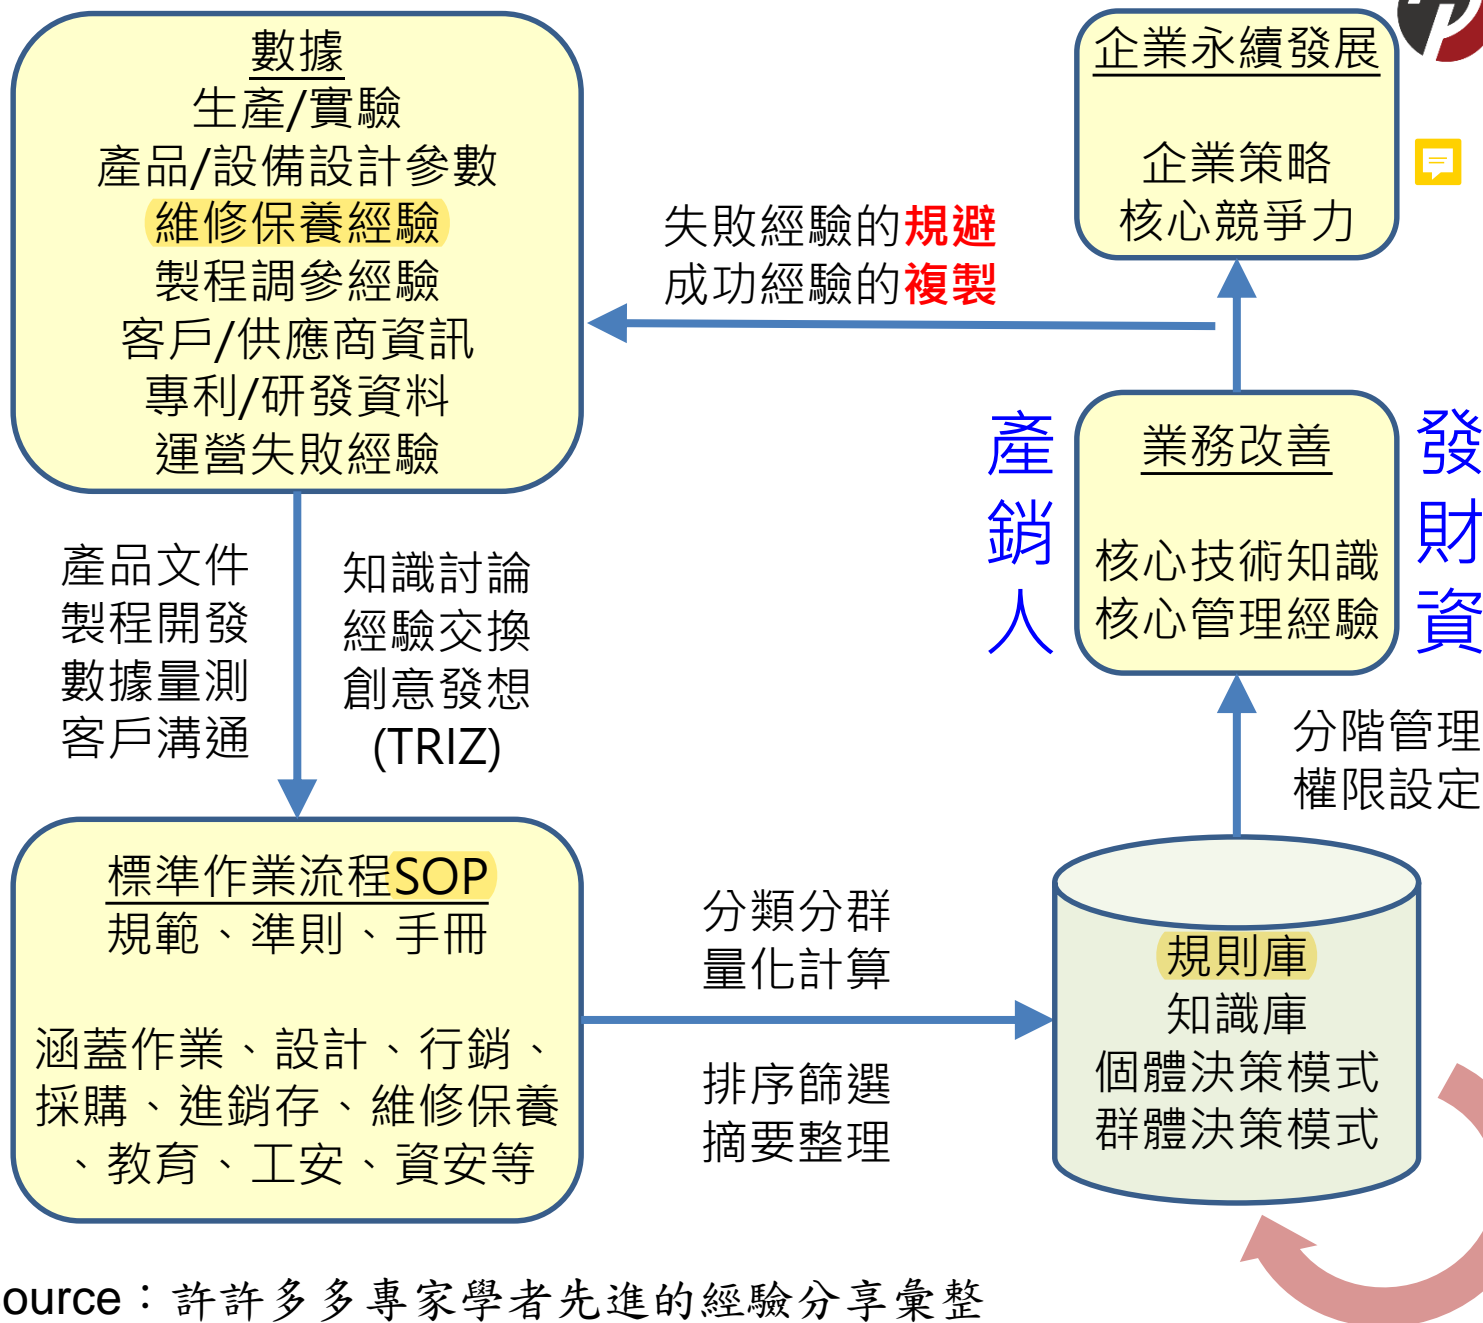 數據
生產/實驗
產品/設備設計參數
維修保養經驗
製程調參經驗
客戶/供應商資訊
專利/研發資料
運營失敗經驗
企業永續發展
企業策略
核心競爭力
失敗經驗的規避
成功經驗的複製
產銷人
業務改善
核心技術知識
核心管理經驗
發財資
產品文件
製程開發
數據量測
客戶溝通
知識討論
經驗交換
創意發想
(TRIZ)
分階管理
權限設定
標準作業流程SOP
規範、準則、手冊
涵蓋作業、設計、行銷、
採購、進銷存、維修保養
、教育、工安、資安等
分類分群
量化計算
排序篩選
摘要整理
規則庫
知識庫
個體決策模式
群體決策模式
ource：許許多多專家學者先進的經驗分享彙整